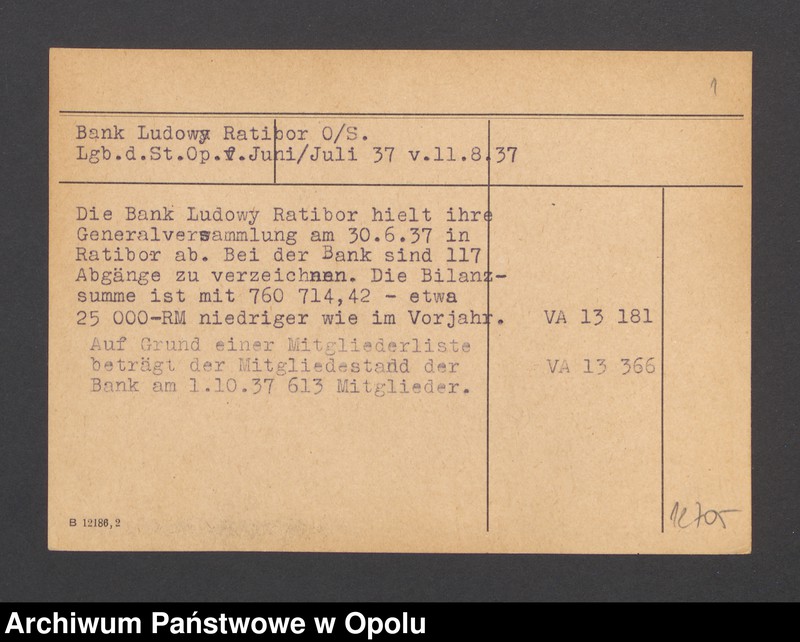 1
Bank Ludowy Ratibor O/S.
Lgb.d.St.Op.f.Juni/Juli 37 v.11.8.37
Die Bank Ludowy Ratibor hielt ihre
Generalversammlung am 30.6.37 in
Ratibor ab. Bei der Bank sind 117
Abgänge zu verzeichnen. Die Bilanz-
summe ist mit 760 714,42 - etwa
25 000-RM niedriger wie im Vorjahr. VA 13 181
Auf Grund einer Mitgliederliste
beträgt der Mitgliedestand der VA 13 366
Bank am 1.10.37 613 Mitglieder.
B 12186, 2
12705
Archiwum Państwowe w Opolu